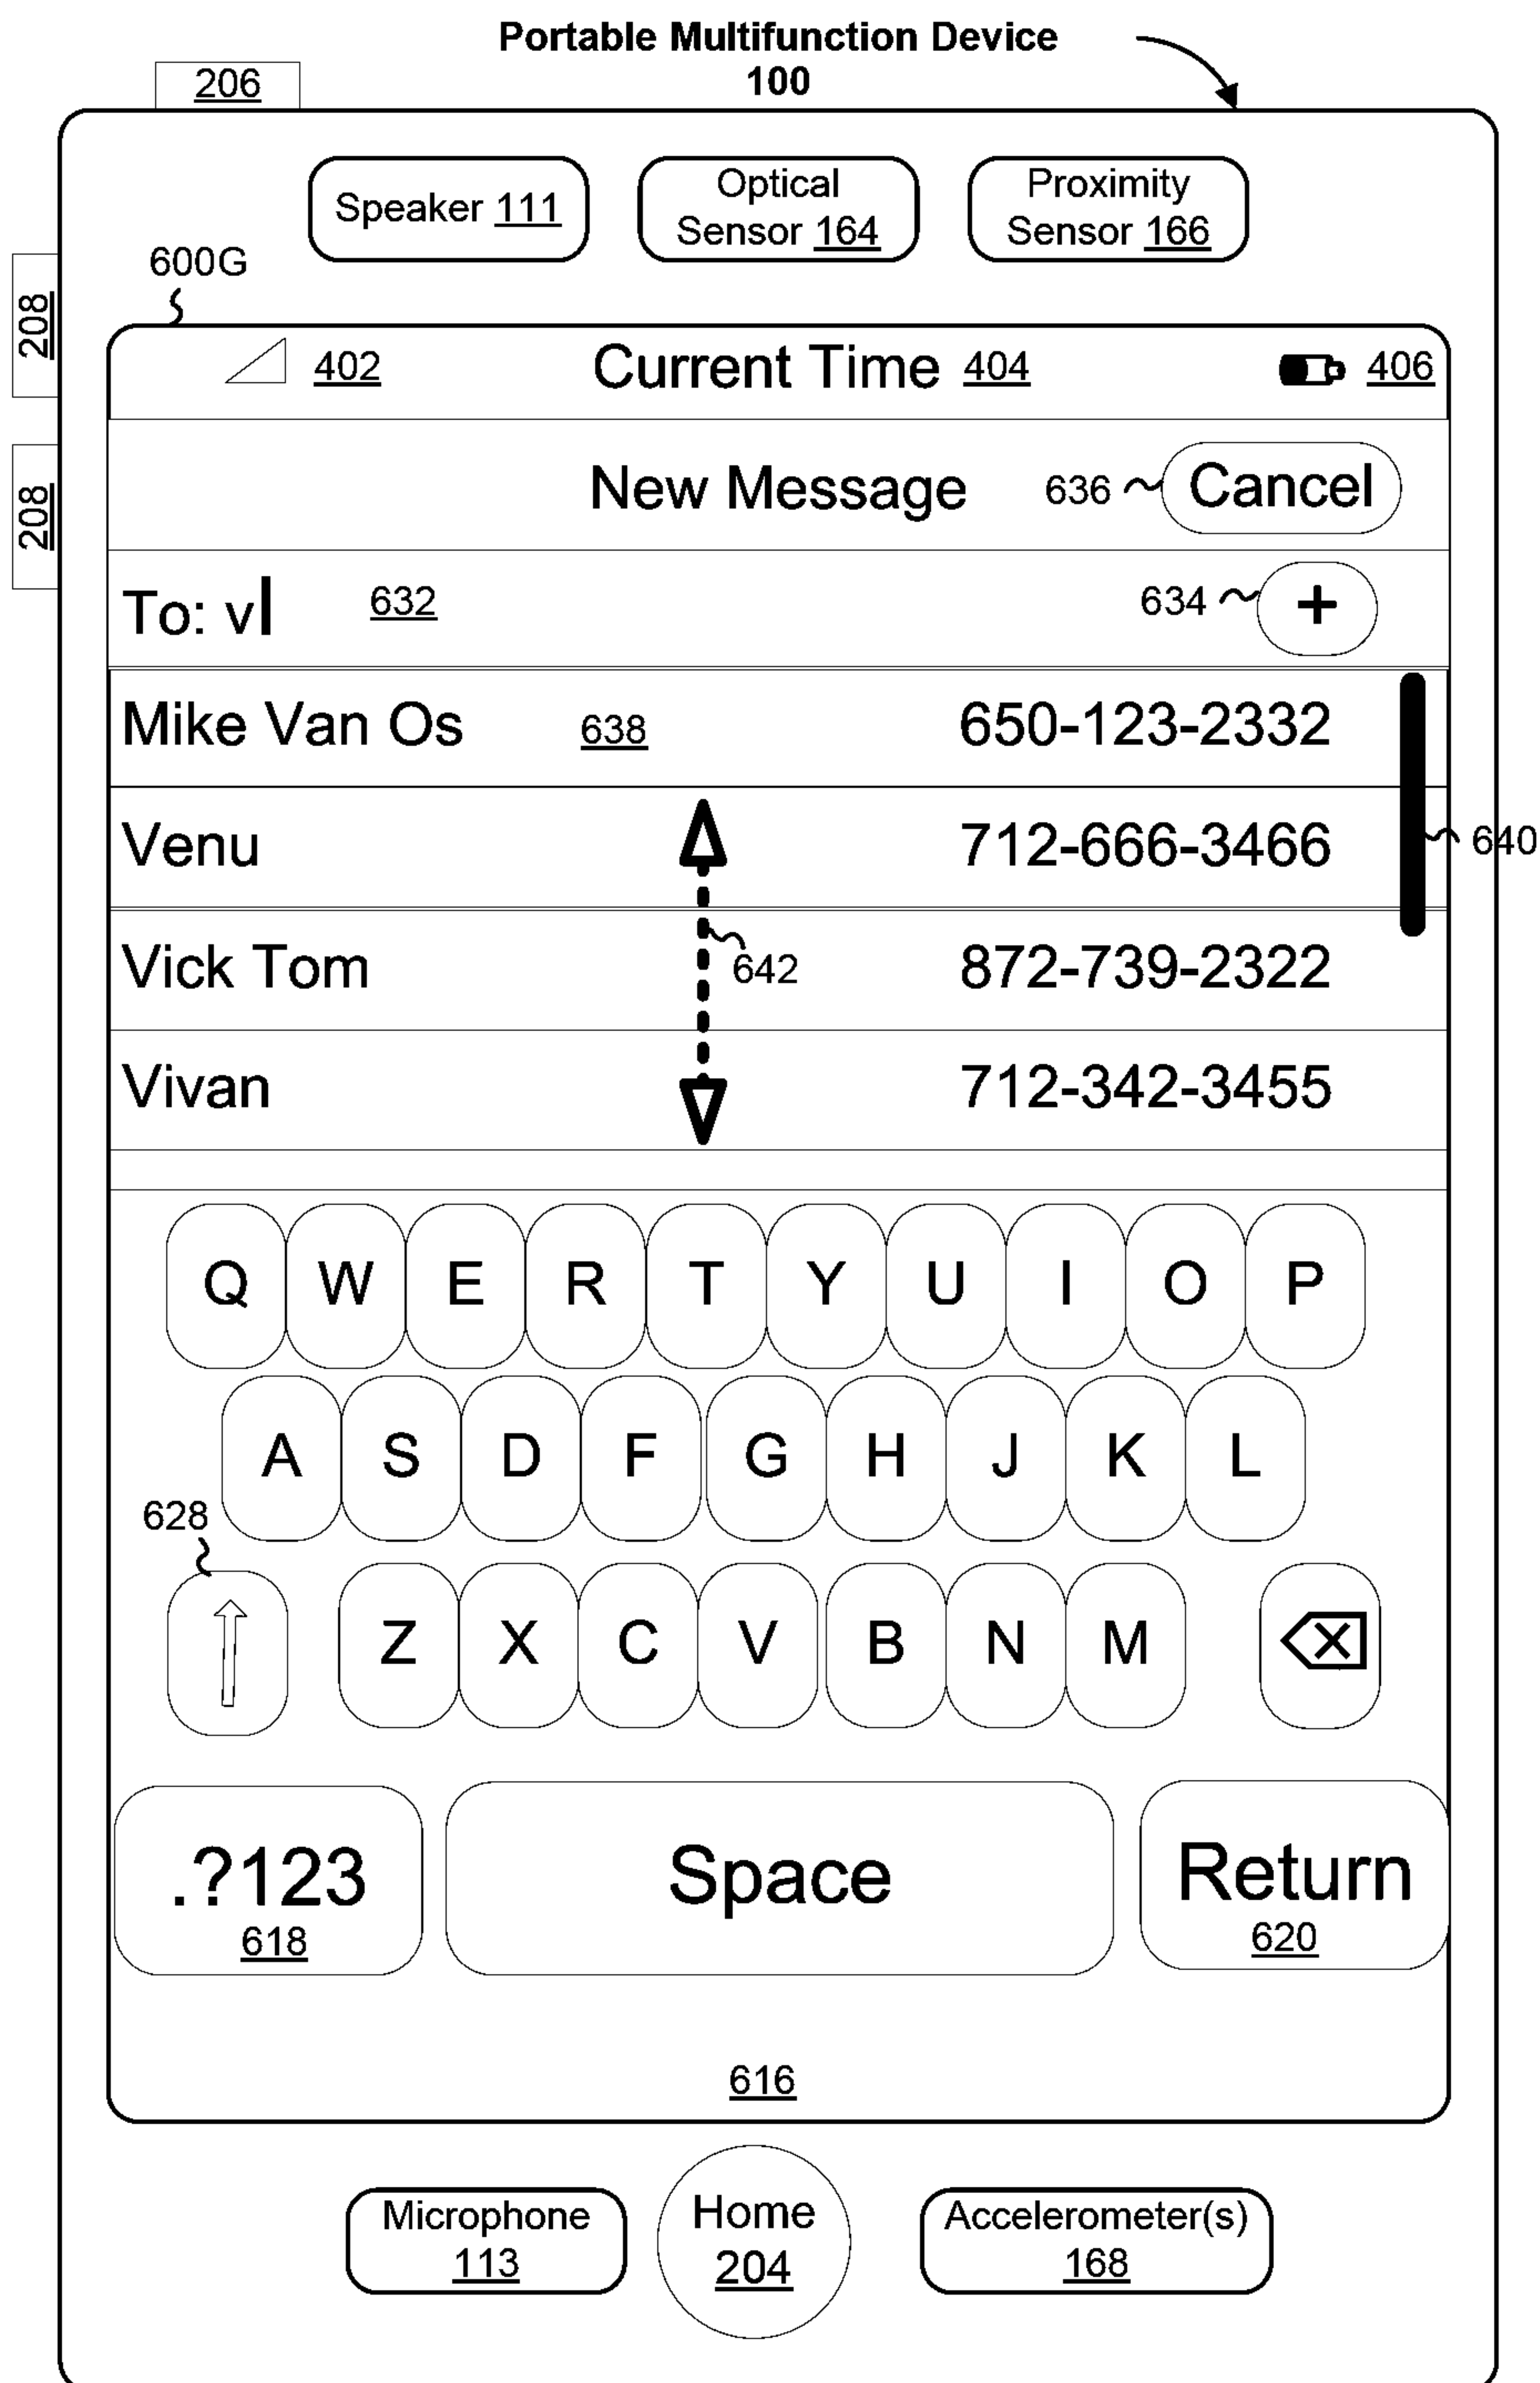 Portable Multifunction Device
100
206
Speaker 111
Optical
Sensor 164
Proximity
Sensor 166
600G
208
208
402 Current Time 404 406
New Message 636 Cancel
To: v 632 634 +
Mike Van Os 638 650-123-2332
Venu 712-666-3466 640
Vick Tom 642 872-739-2322
Vivan 712-342-3455
Q W E R T Y U I O P
A S D F G H J K L
628
Z X C V B N M
.?123 Space Return
618 620
616
Microphone
113
Home
204
Accelerometer(s)
168